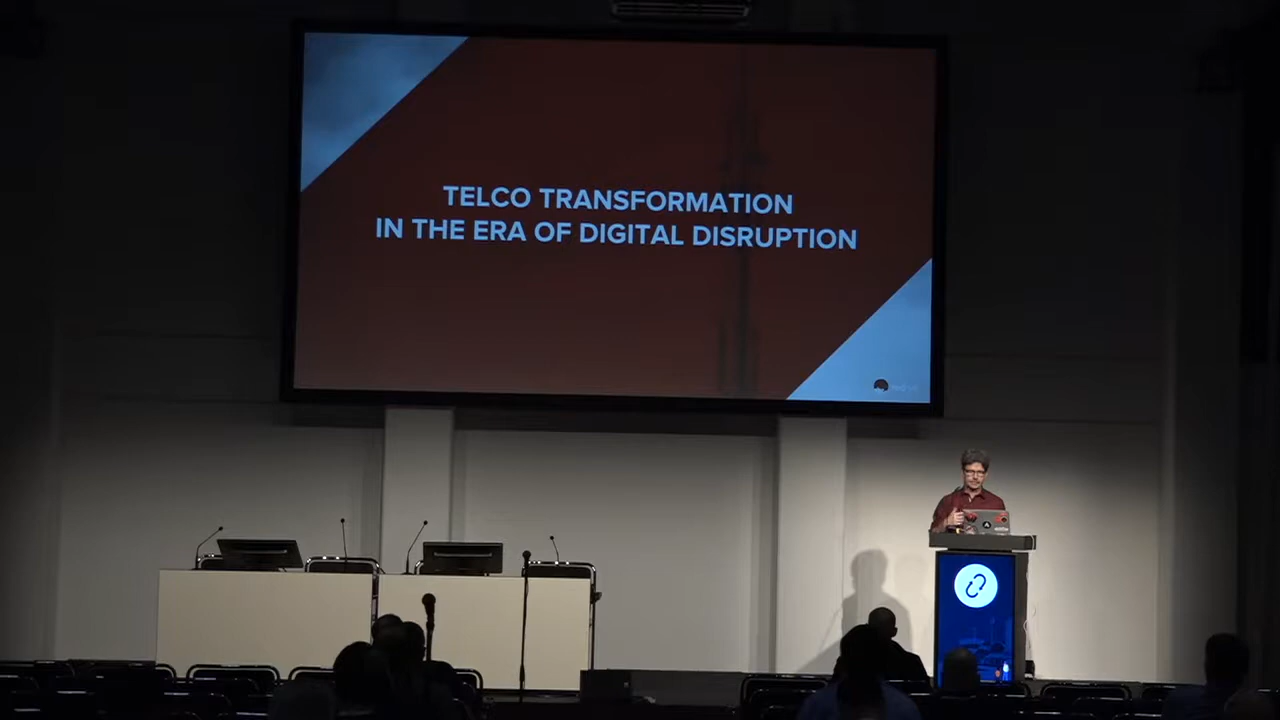 TELCO TRANSFORMATION
IN THE ERA OF DIGITAL DISRUPTION